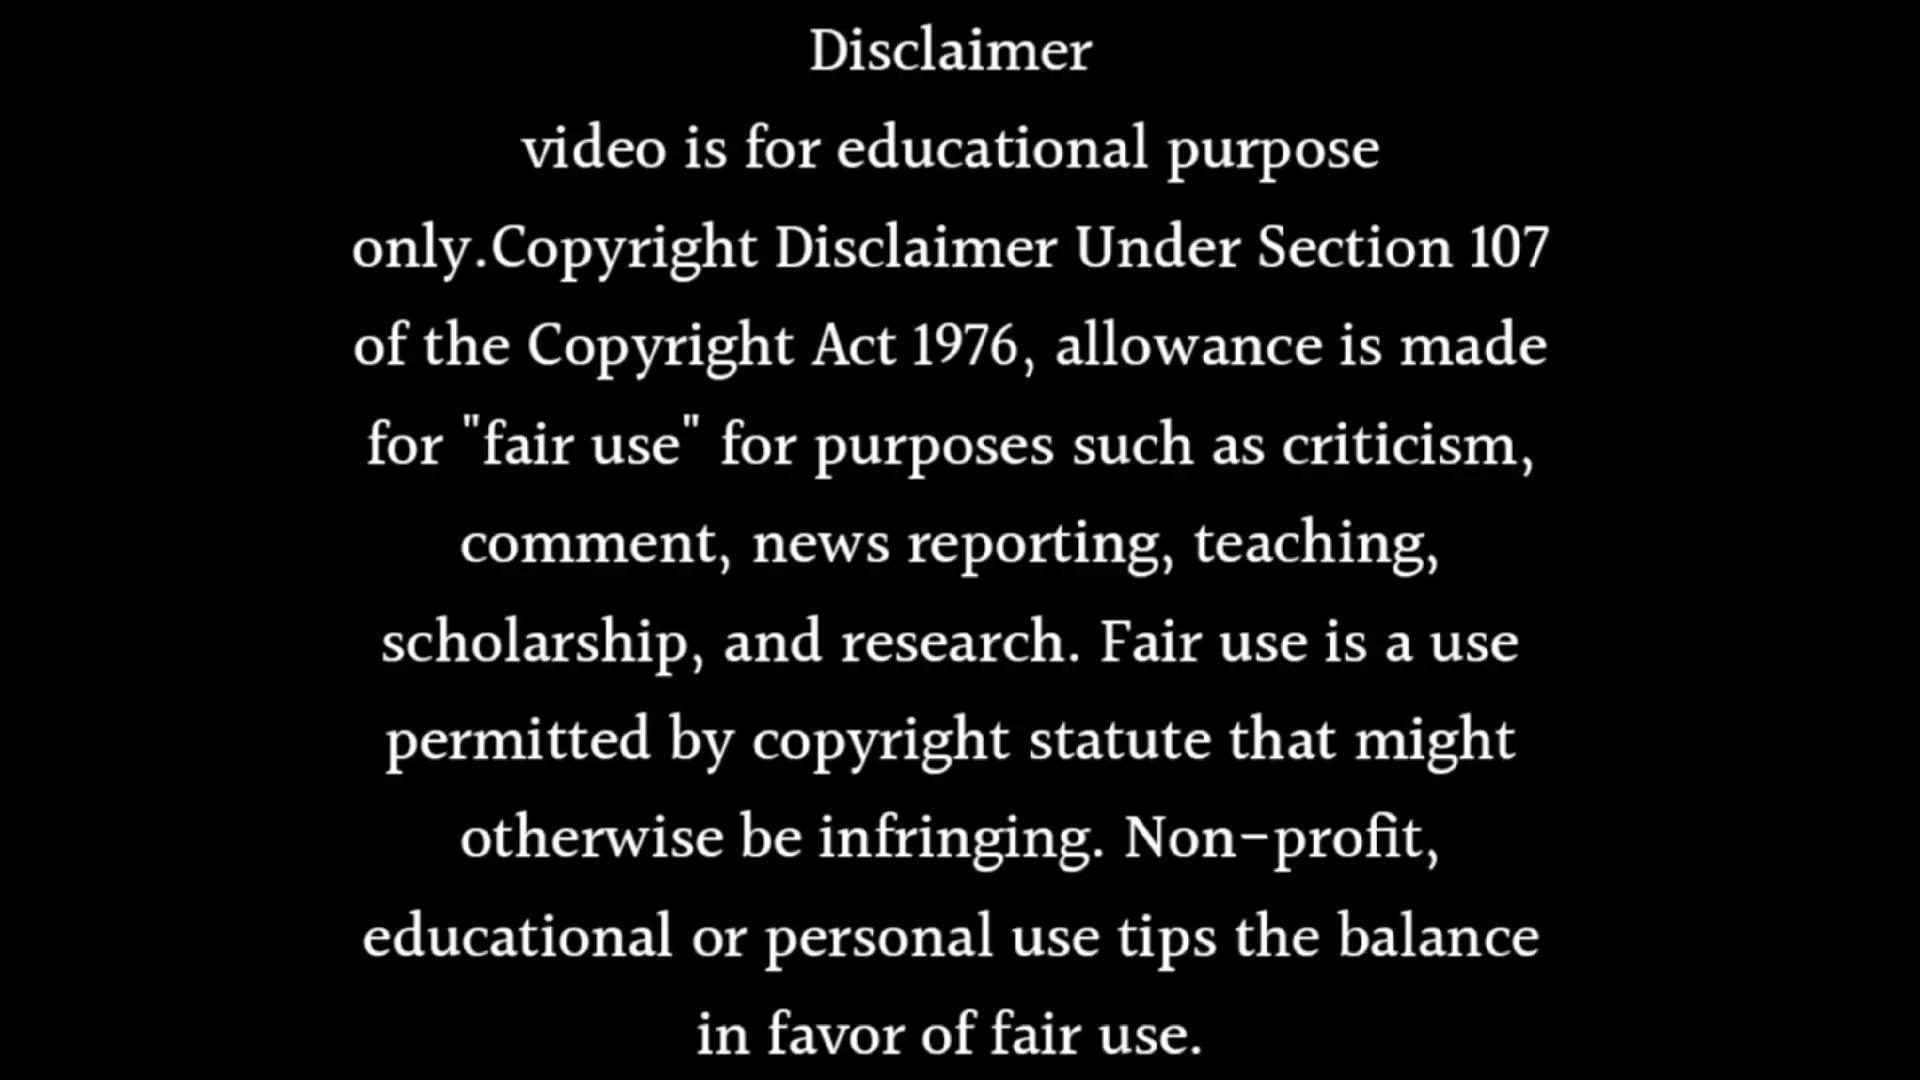 Disclaimer
video is for educational purpose
only.Copyright Disclaimer Under Section 107
of the Copyright Act 1976, allowance is made
for "fair use" for purposes such as criticism,
comment, news reporting, teaching,
scholarship, and research. Fair use is a use
permitted by copyright statute that might
otherwise be infringing. Non-profit,
educational or personal use tips the balance
in favor of fair use.